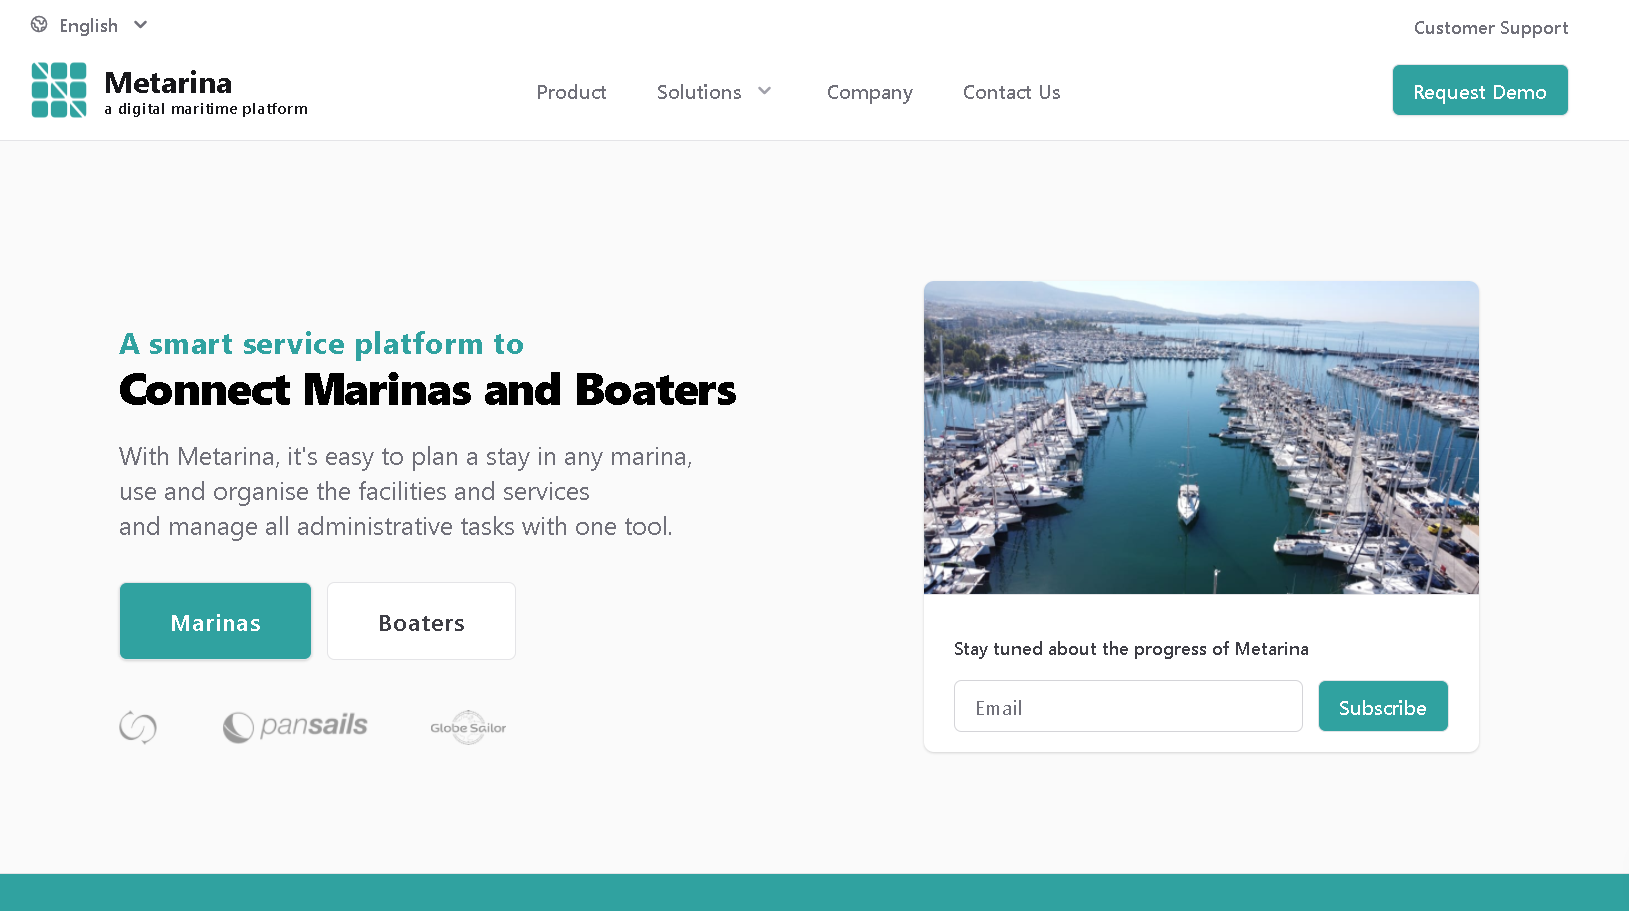 English
Customer Support
Metarina
a digital maritime platform
Product
Solutions
Company
Contact Us
Request Demo
A smart service platform to
Connect Marinas and Boaters
With Metarina, it's easy to plan a stay in any marina,
use and organise the facilities and services
and manage all administrative tasks with one tool.
Marinas
Boaters
pansails
Globe Sailor
Stay tuned about the progress of Metarina
Email
Subscribe